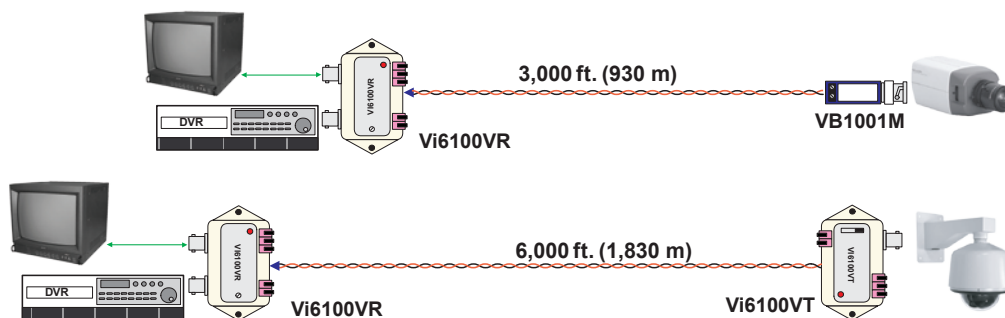 3,000 ft. (930 m)
VI6100VR
DVR
Vi6100VR
VB1001M
6,000 ft. (1,830 m)
VI6100VR
VI6100VT
DVR
Vi6100VR
Vi6100VT